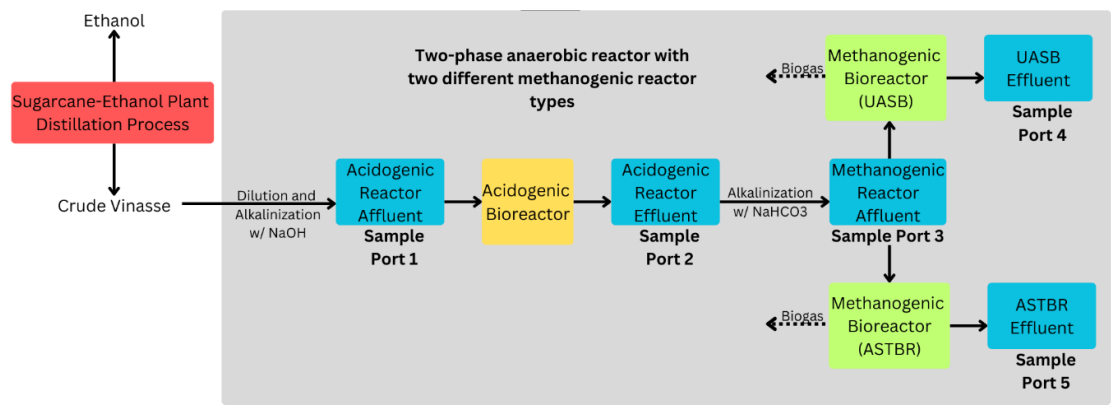 Ethanol
Sugarcane-Ethanol Plant
Distillation Process
Crude Vinasse
Two-phase anaerobic reactor with
two different methanogenic reactor
types
Dilution and
Alkalinization
w/ NaOH
Acidogenic
Reactor
Affluent
Sample
Port 1
Acidogenic
Bioreactor
Acidogenic
Reactor
Effluent
Sample
Port 2
Alkalinization
w/ NaHCO3
Methanogenic
Reactor
Affluent
Sample Port 3
Biogas
Methanogenic
Bioreactor
(UASB)
UASB
Effluent
Sample
Port 4
Biogas
Methanogenic
Bioreactor
(ASTBR)
ASTBR
Effluent
Sample
Port 5